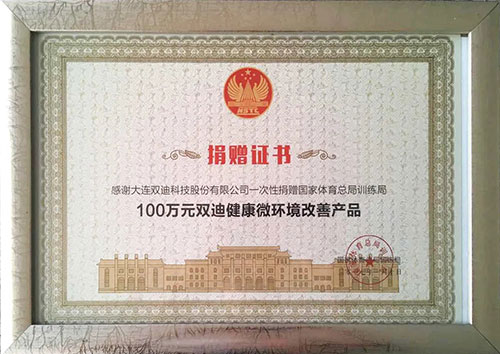 捐赠证书
感谢大连双迪科技股份有限公司一次性捐赠国家体育总局训练局
100万元双迪健康微环境改善产品